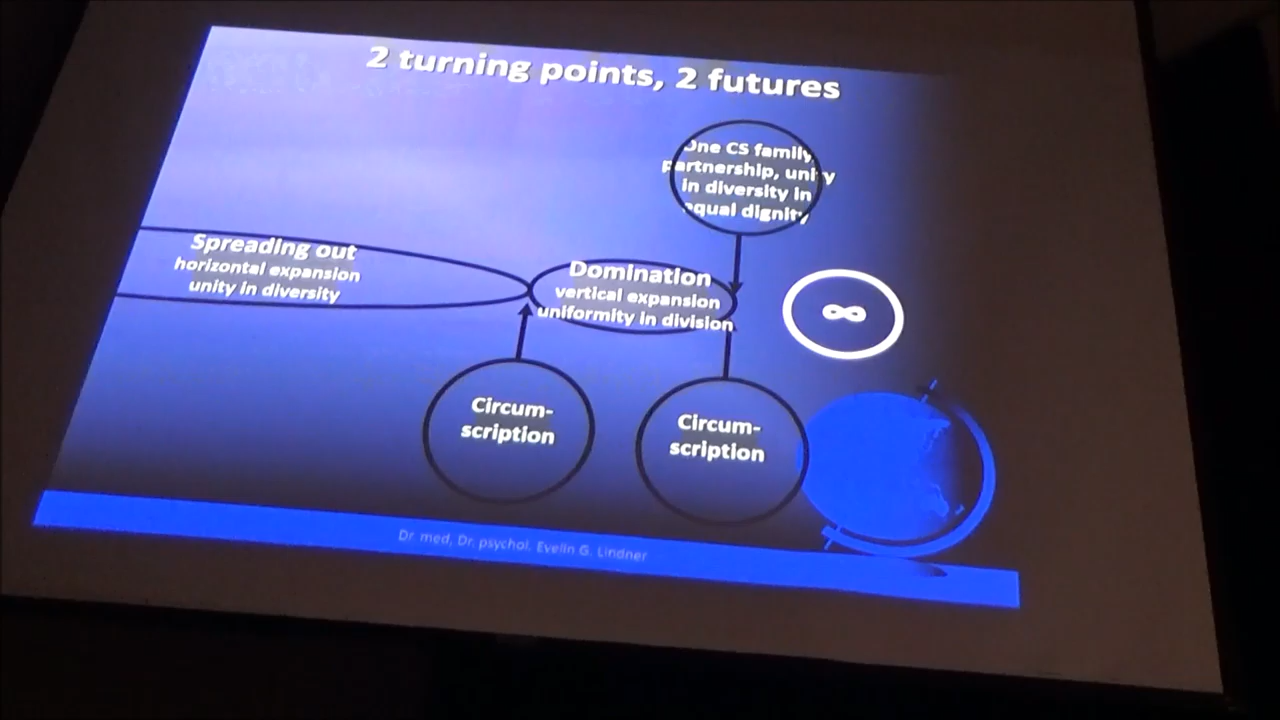 2 turning points, 2 futures
One CS family,
partnership, unity
in diversity in
equal dignity
Spreading out
horizontal expansion
unity in diversity
Domination
vertical expansion
uniformity in division
∞
Circum-
scription
Circum-
scription
Dr. med, Dr. psychol. Evelin G. Lindner